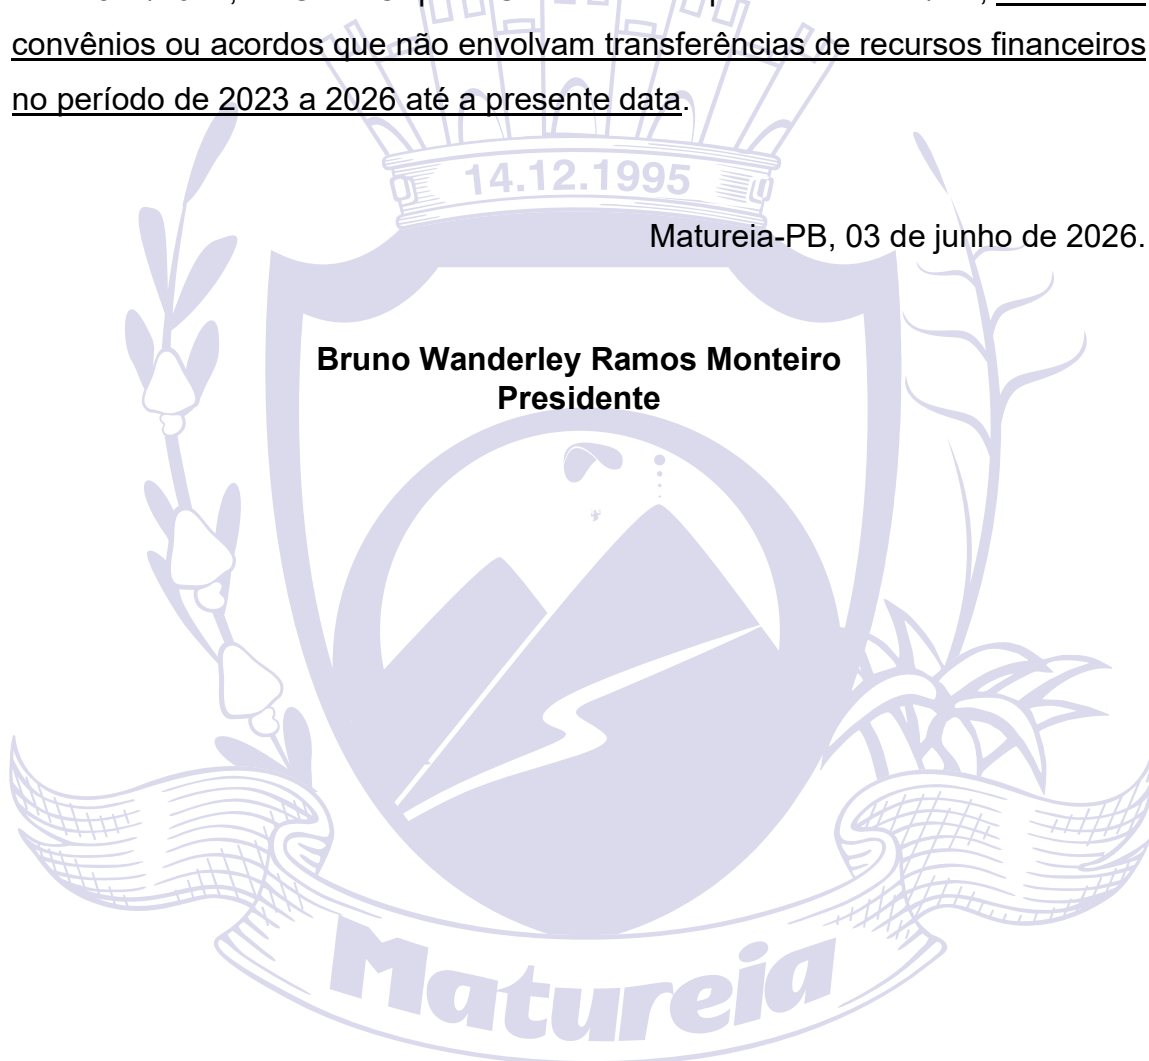 convênios ou acordos que não envolvam transferências de recursos financeiros
no período de 2023 a 2026 até a presente data.
14.12.1995
Matureia-PB, 03 de junho de 2026.
Bruno Wanderley Ramos Monteiro
Presidente
Matureia